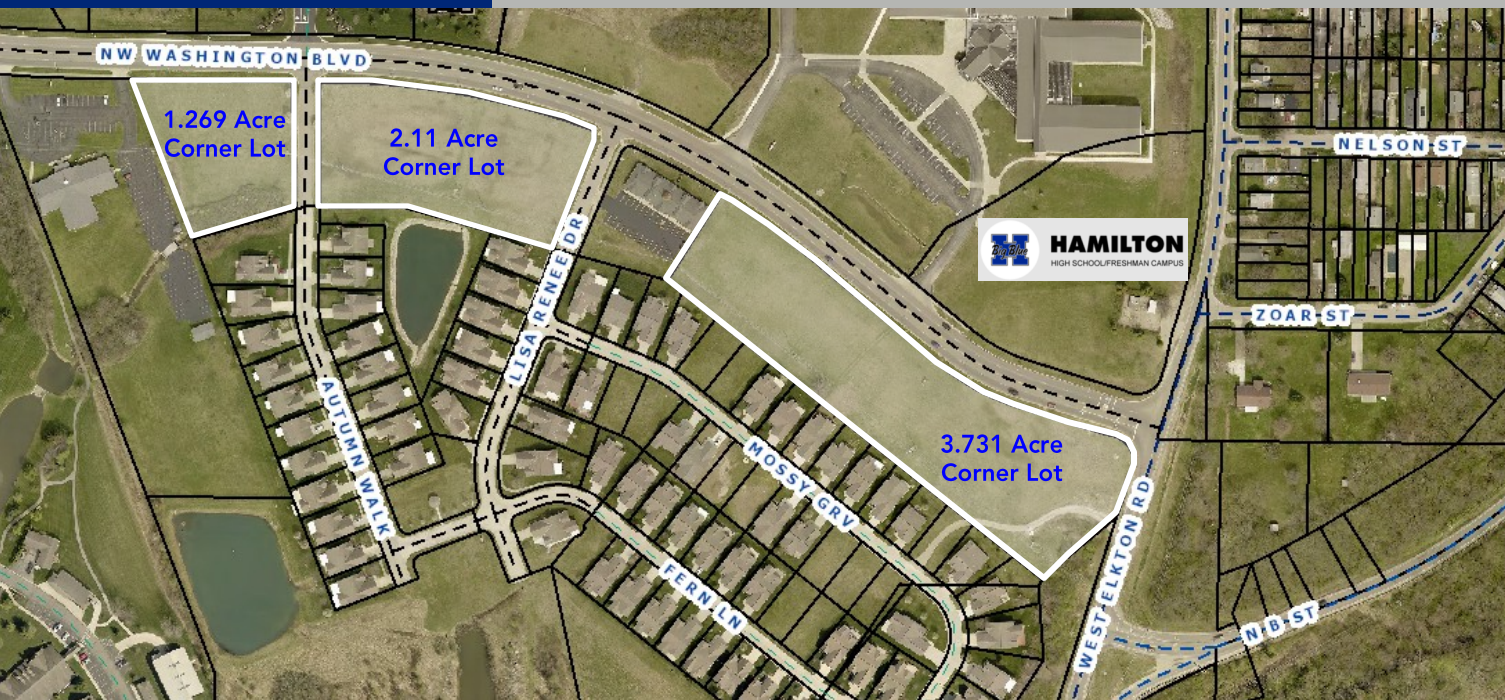 NW WASHINGTON BLVD
1.269 Acre
Corner Lot
2.11 Acre
Corner Lot
NELSON ST
LISA RENEE DR
H
Big Blue
HAMILTON
HIGH SCHOOL/FRESHMAN CAMPUS
ZOAR ST
AUTUMN WALK
MOSSY GRV
3.731 Acre
Corner Lot
WEST ELKTON RD
FERN LN
N B ST